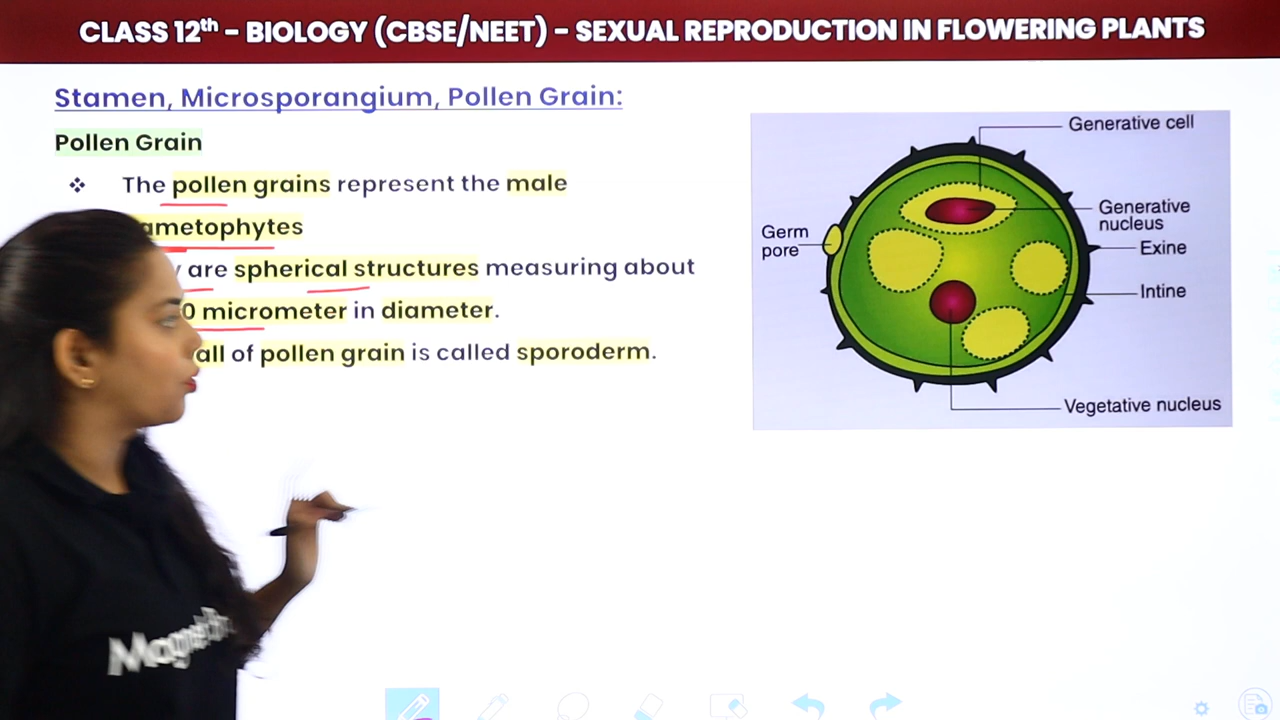 CLASS 12th - BIOLOGY (CBSE/NEET) - SEXUAL REPRODUCTION IN FLOWERING PLANTS
Stamen, Microsporangium, Pollen Grain:
Pollen Grain
❖ The pollen grains represent the male
ametophytes
are spherical structures measuring about
0 micrometer in diameter.
all of pollen grain is called sporoderm.
Generative cell
Generative
nucleus
Germ
pore
Exine
Intine
Vegetative nucleus